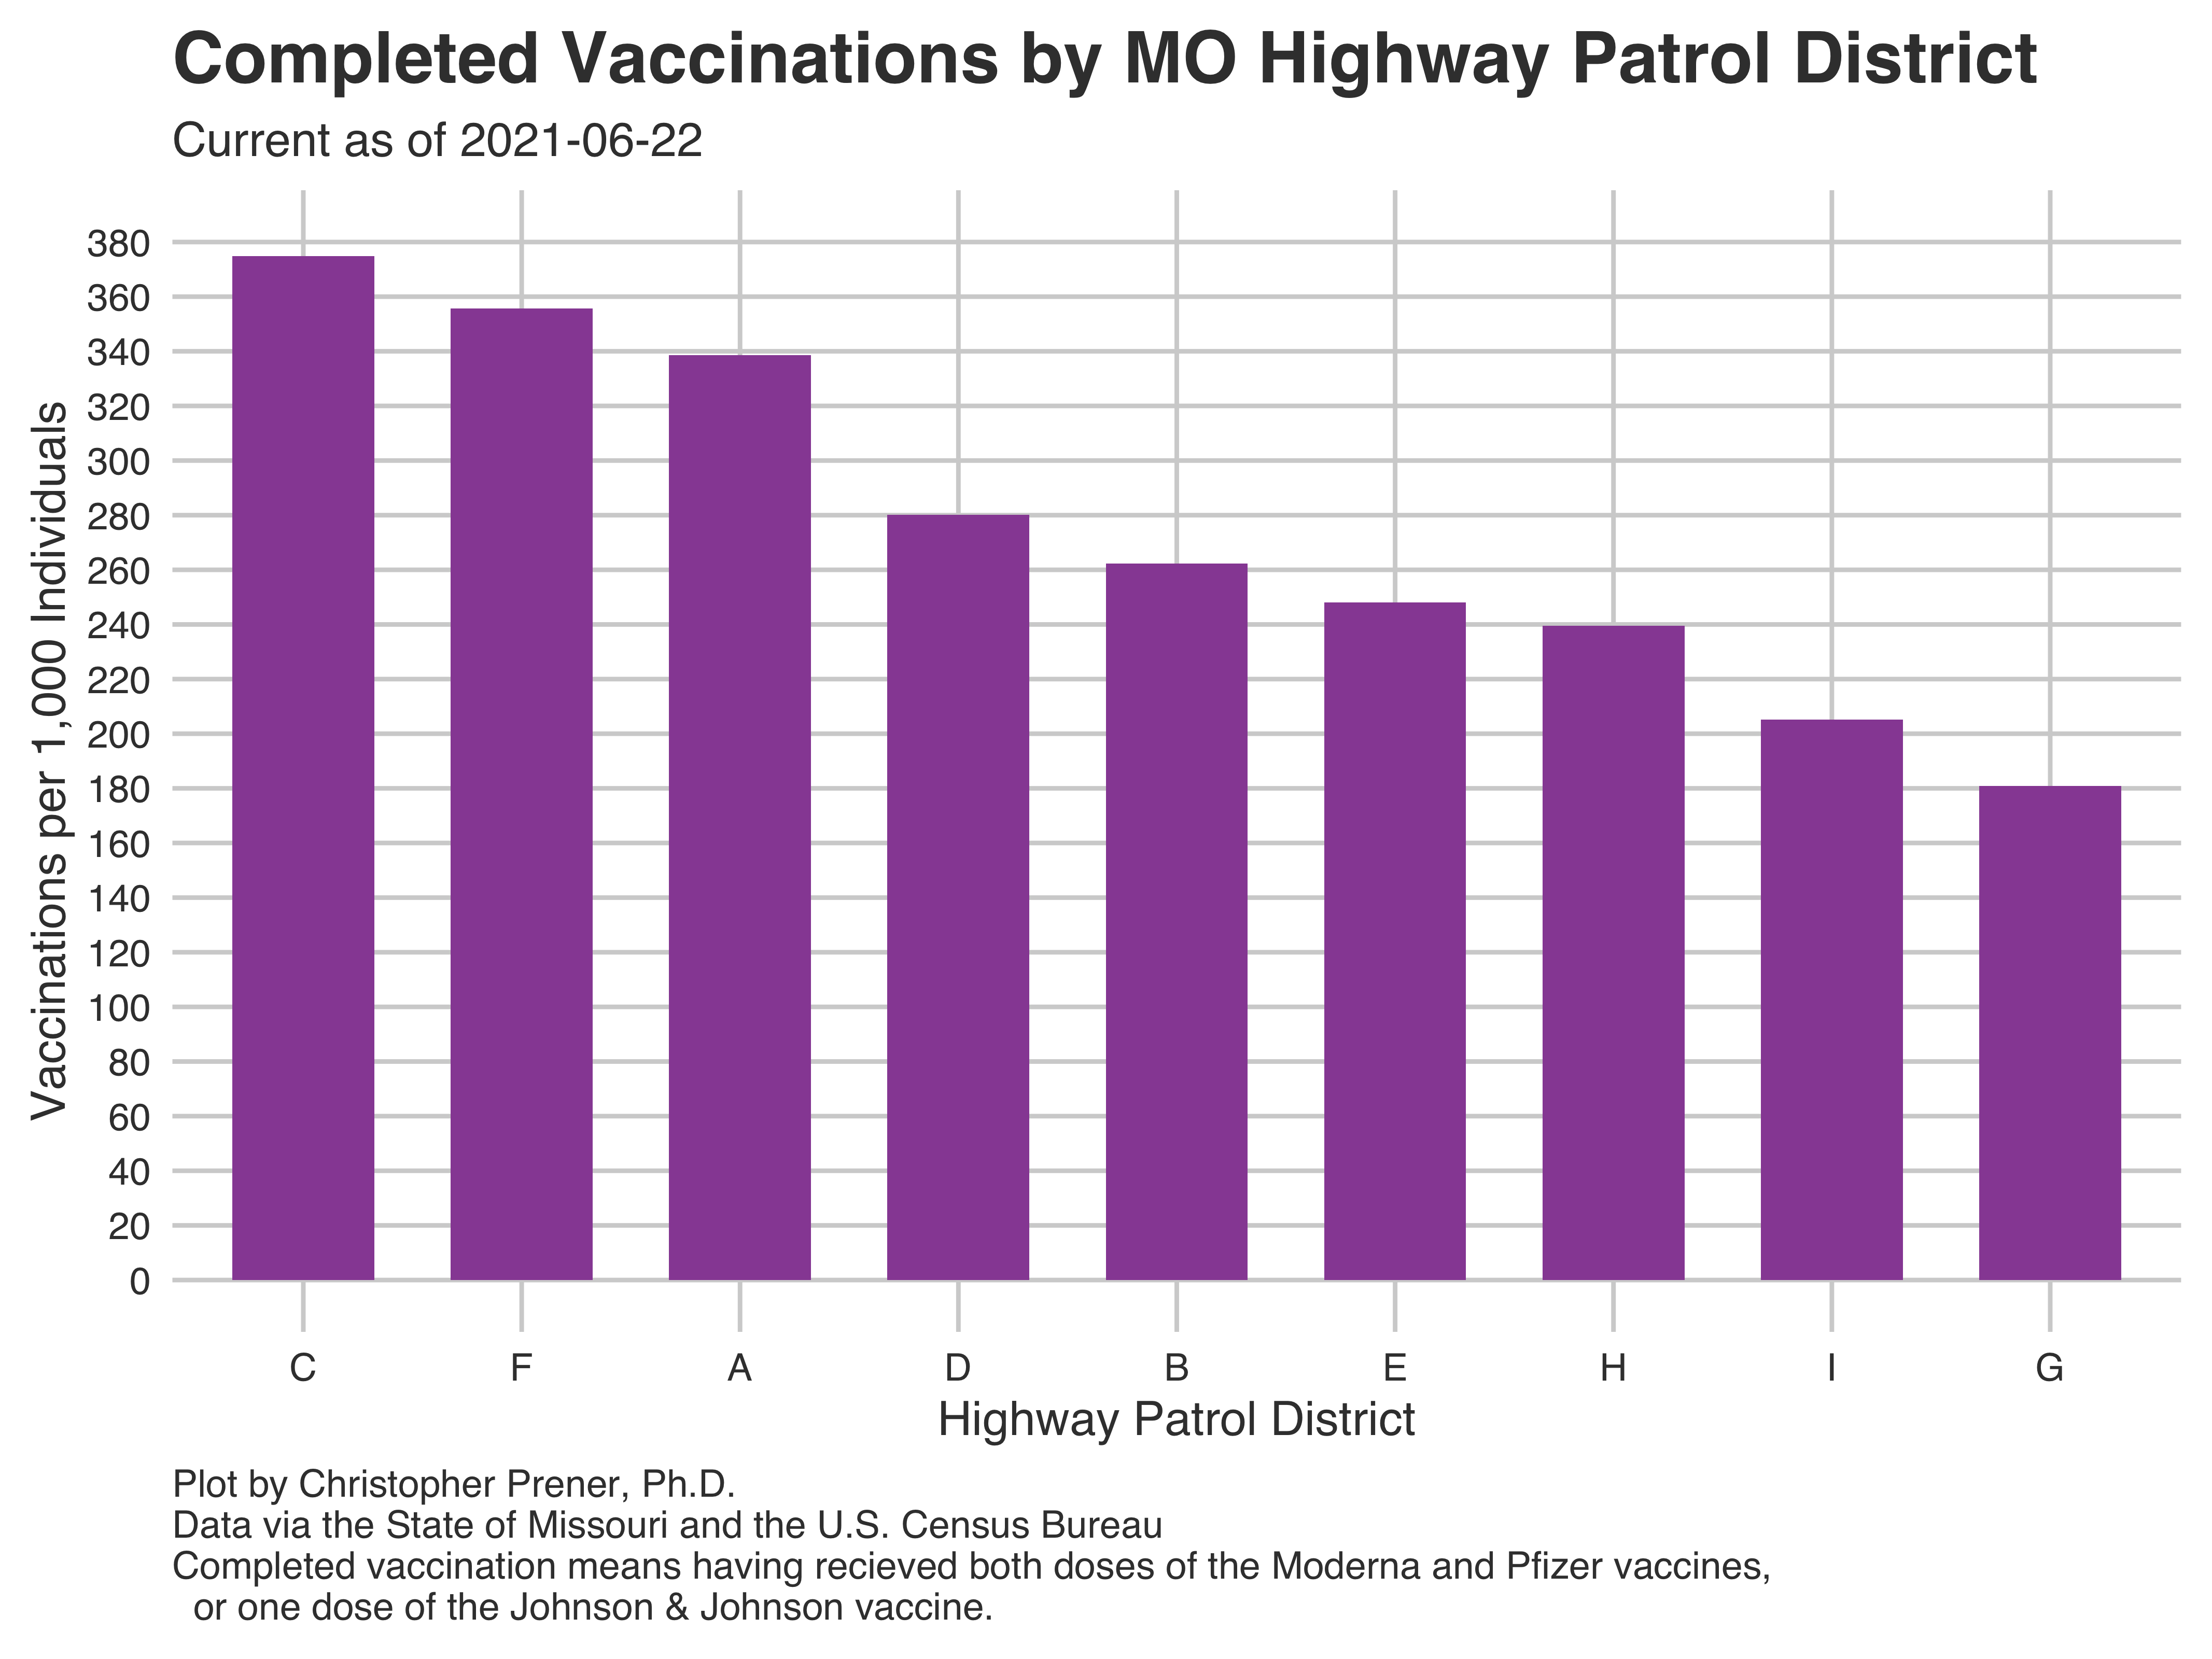 Completed Vaccinations by MO Highway Patrol District
Current as of 2021-06-22
Vaccinations per 1,000 Individuals
380
360
340
320
300
280
260
240
220
200
180
160
140
120
100
80
60
40
20
0
C F A D B E H I G
Highway Patrol District
Plot by Christopher Prener, Ph.D.
Data via the State of Missouri and the U.S. Census Bureau
Completed vaccination means having recieved both doses of the Moderna and Pfizer vaccines,
or one dose of the Johnson & Johnson vaccine.